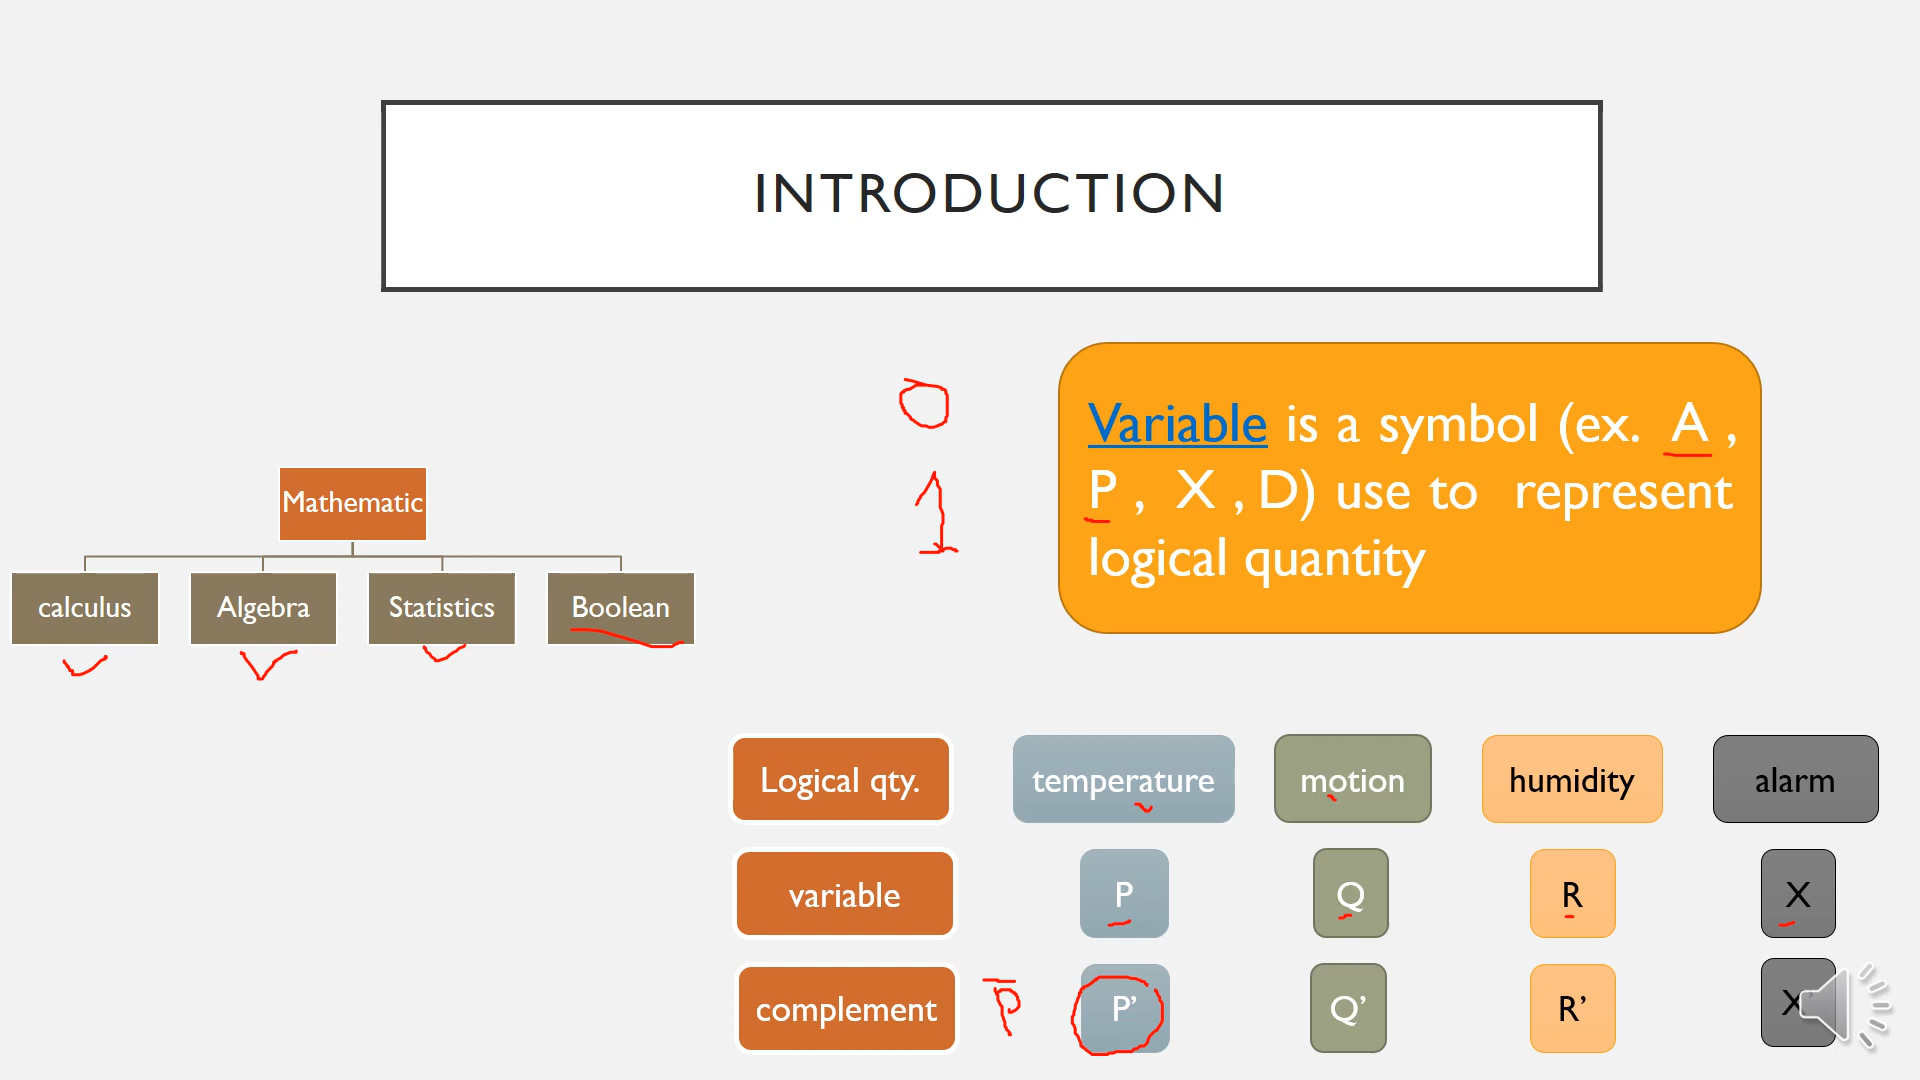 INTRODUCTION
0
1
Variable is a symbol (ex. A ,
P , X , D) use to represent
logical quantity
Mathematic
calculus Algebra Statistics Boolean
Logical qty. temperature motion humidity alarm
variable P Q R X
complement P̅ P’ Q’ R’ X